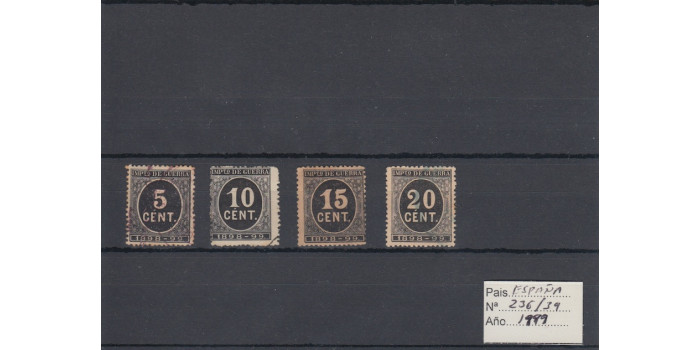 IMPTO DE GUERRA
5
CENT.
1898-99
IMPTO DE GUERRA
10
CENT.
1898-99
IMPTO DE GUERRA
15
CENT.
1898-99
IMPTO DE GUERRA
20
CENT.
1898-99
Pais. ESPAÑA
Nª. 236/39
Año. 1899